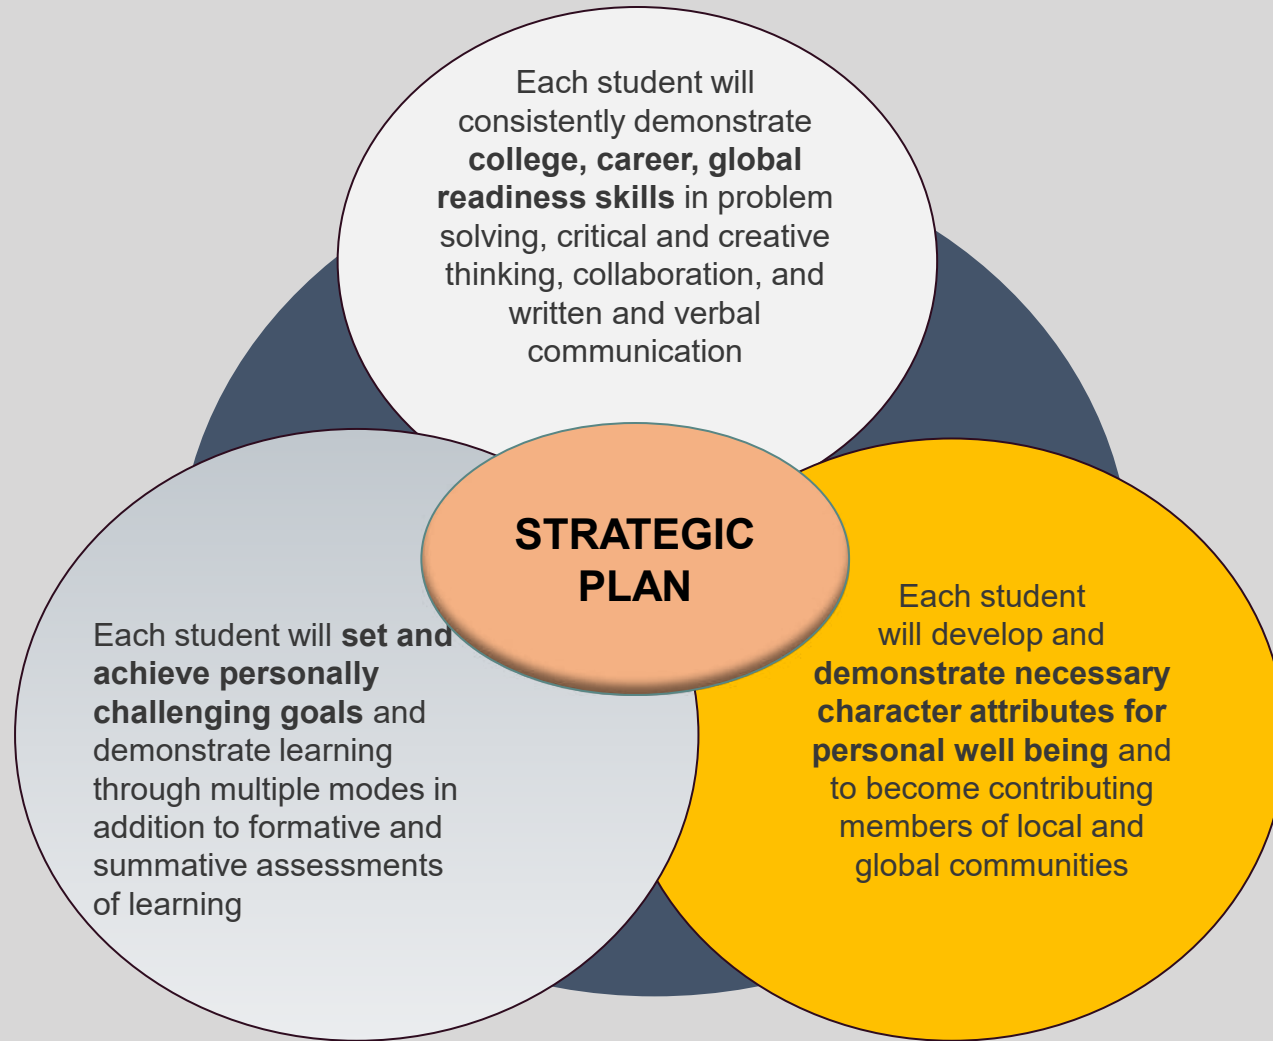 Each student will
consistently demonstrate
college, career, global
readiness skills in problem
solving, critical and creative
thinking, collaboration, and
written and verbal
communication
STRATEGIC
PLAN
Each student will set and
achieve personally
challenging goals and
demonstrate learning
through multiple modes in
addition to formative and
summative assessments
of learning
Each student
will develop and
demonstrate necessary
character attributes for
personal well being and
to become contributing
members of local and
global communities